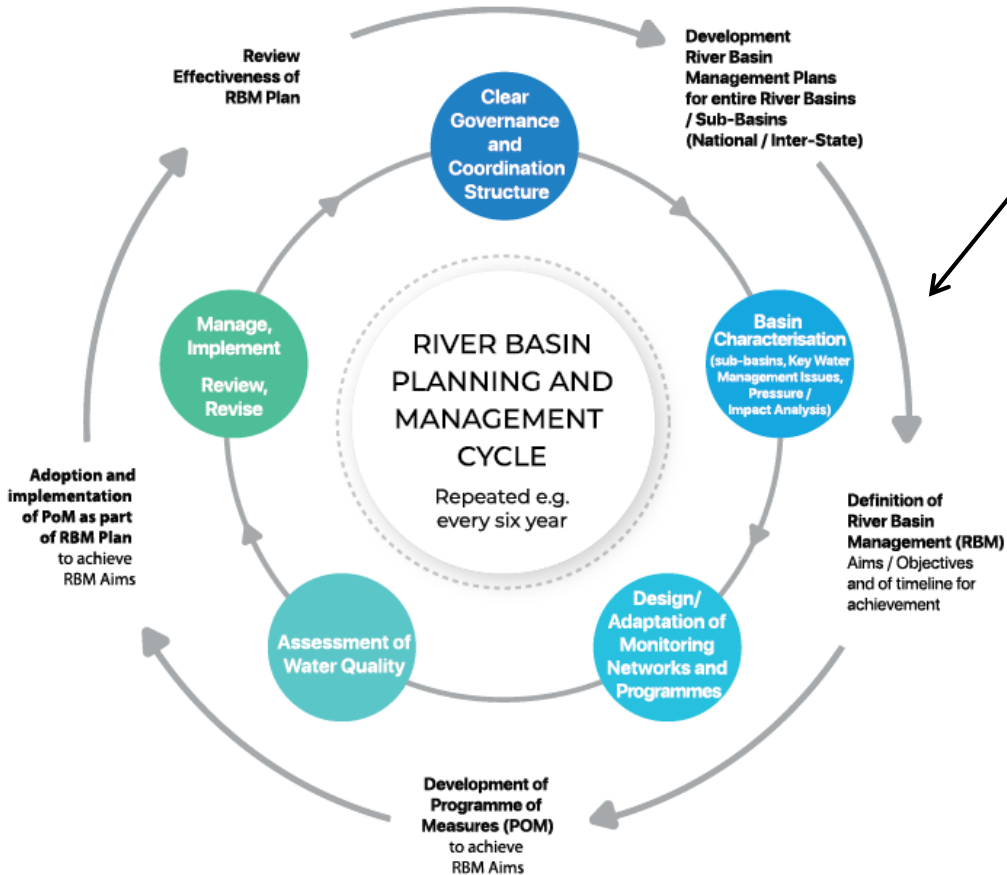 Review
Effectiveness of
RBM Plan
Development
River Basin
Management Plans
for entire River Basins
/ Sub-Basins
(National / Inter-State)
Clear
Governance
and
Coordination
Structure
Manage,
Implement
Review,
Revise
RIVER BASIN
PLANNING AND
MANAGEMENT
CYCLE
Repeated e.g.
every six year
Basin
Characterisation
(sub-basins, Key Water
Management Issues,
Pressure /
Impact Analysis)
Adoption and
implementation
of PoM as part
of RBM Plan
to achieve
RBM Aims
Definition of
River Basin
Management (RBM)
Aims / Objectives
and of timeline for
achievement
Assessment of
Water Quality
Design/
Adaptation of
Monitoring
Networks and
Programmes
Development of
Programme of
Measures (POM)
to achieve
RBM Aims